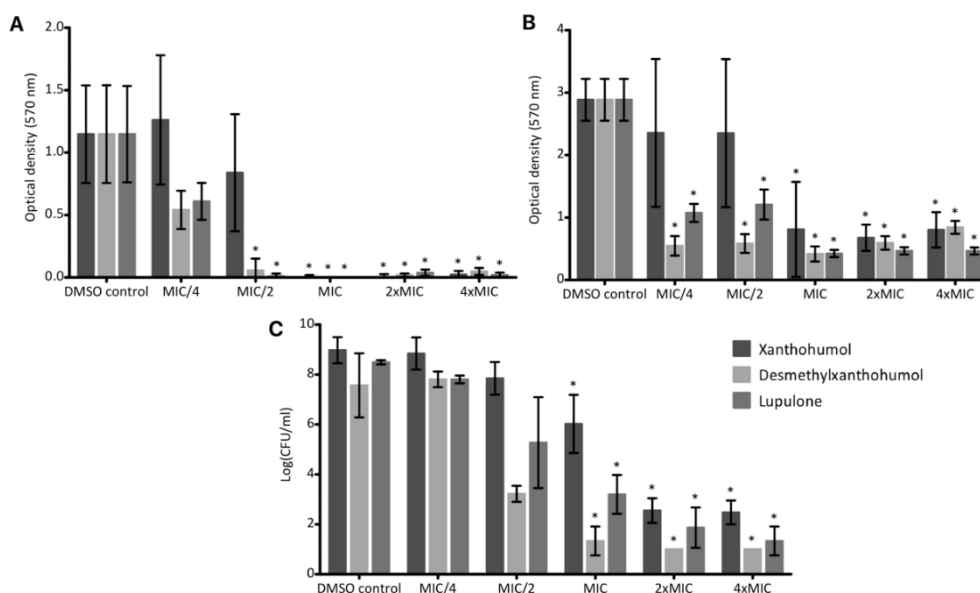 A
Optical density (570 nm)
2.0
1.5
1.0
0.5
0.0
* * * * * * * * * * *
DMSO control MIC/4 MIC/2 MIC 2xMIC 4xMIC
B
Optical density (570 nm)
4
3
2
1
0
* * * * * * * * * * * * *
DMSO control MIC/4 MIC/2 MIC 2xMIC 4xMIC
C
Log(CFU/ml)
10
8
6
4
2
0
* * * * * * * * *
DMSO control MIC/4 MIC/2 MIC 2xMIC 4xMIC
Xanthohumol
Desmethylxanthohumol
Lupulone